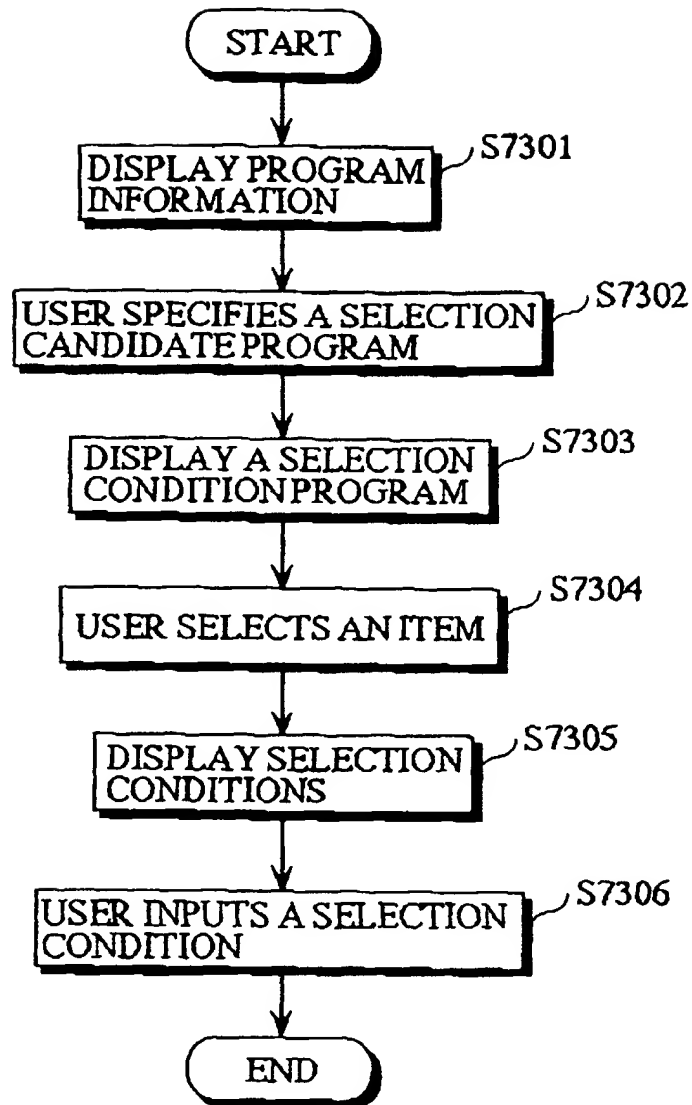 START
DISPLAY PROGRAM
INFORMATION
S7301
USER SPECIFIES A SELECTION
CANDIDATE PROGRAM
S7302
DISPLAY A SELECTION
CONDITION PROGRAM
S7303
USER SELECTS AN ITEM
S7304
DISPLAY SELECTION
CONDITIONS
S7305
USER INPUTS A SELECTION
CONDITION
S7306
END